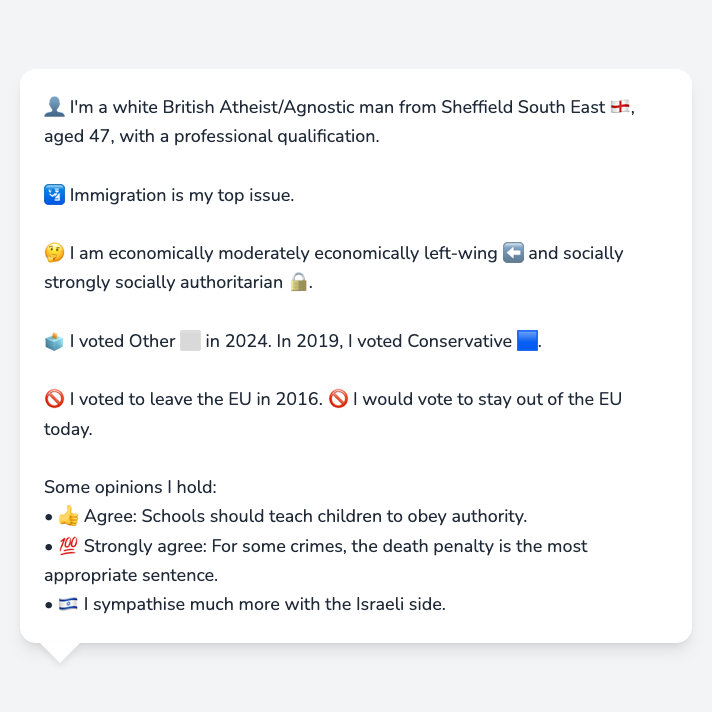 👤 I'm a white British Atheist/Agnostic man from Sheffield South East 🏴󠁧󠁢󠁥󠁮󠁧󠁿,
aged 47, with a professional qualification.
🛂 Immigration is my top issue.
🤔 I am economically moderately economically left-wing ⬅️ and socially
strongly socially authoritarian 🔒.
🗳️ I voted Other ⬜ in 2024. In 2019, I voted Conservative 🟦.
🚫 I voted to leave the EU in 2016. 🚫 I would vote to stay out of the EU
today.
Some opinions I hold:
• 👍 Agree: Schools should teach children to obey authority.
• 💯 Strongly agree: For some crimes, the death penalty is the most
appropriate sentence.
• 🇮🇱 I sympathise much more with the Israeli side.